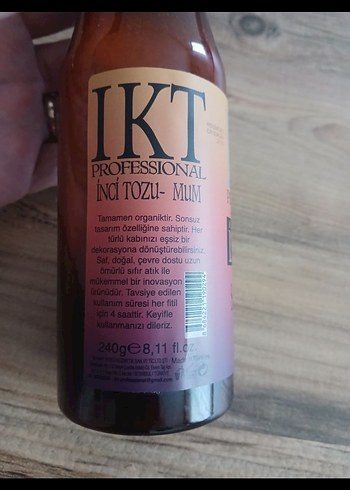 IKT
PROFESSIONAL
İNCİ TOZU- MUM
Tamamen organiktir. Sonsuz
tasarım özelliğine sahiptir. Her
türlü kabınızı eşsiz bir
dekorasyona dönüştürebilirsiniz.
Saf, doğal, çevre dostu uzun
ömürlü sıfır atık ile
mükemmel bir inovasyon
ürünüdür. Tavsiye edilen
kullanım süresi her fitil
için 4 saattir. Keyifle
kullanmanızı dileriz.
240g℮8,11 fl.oz.